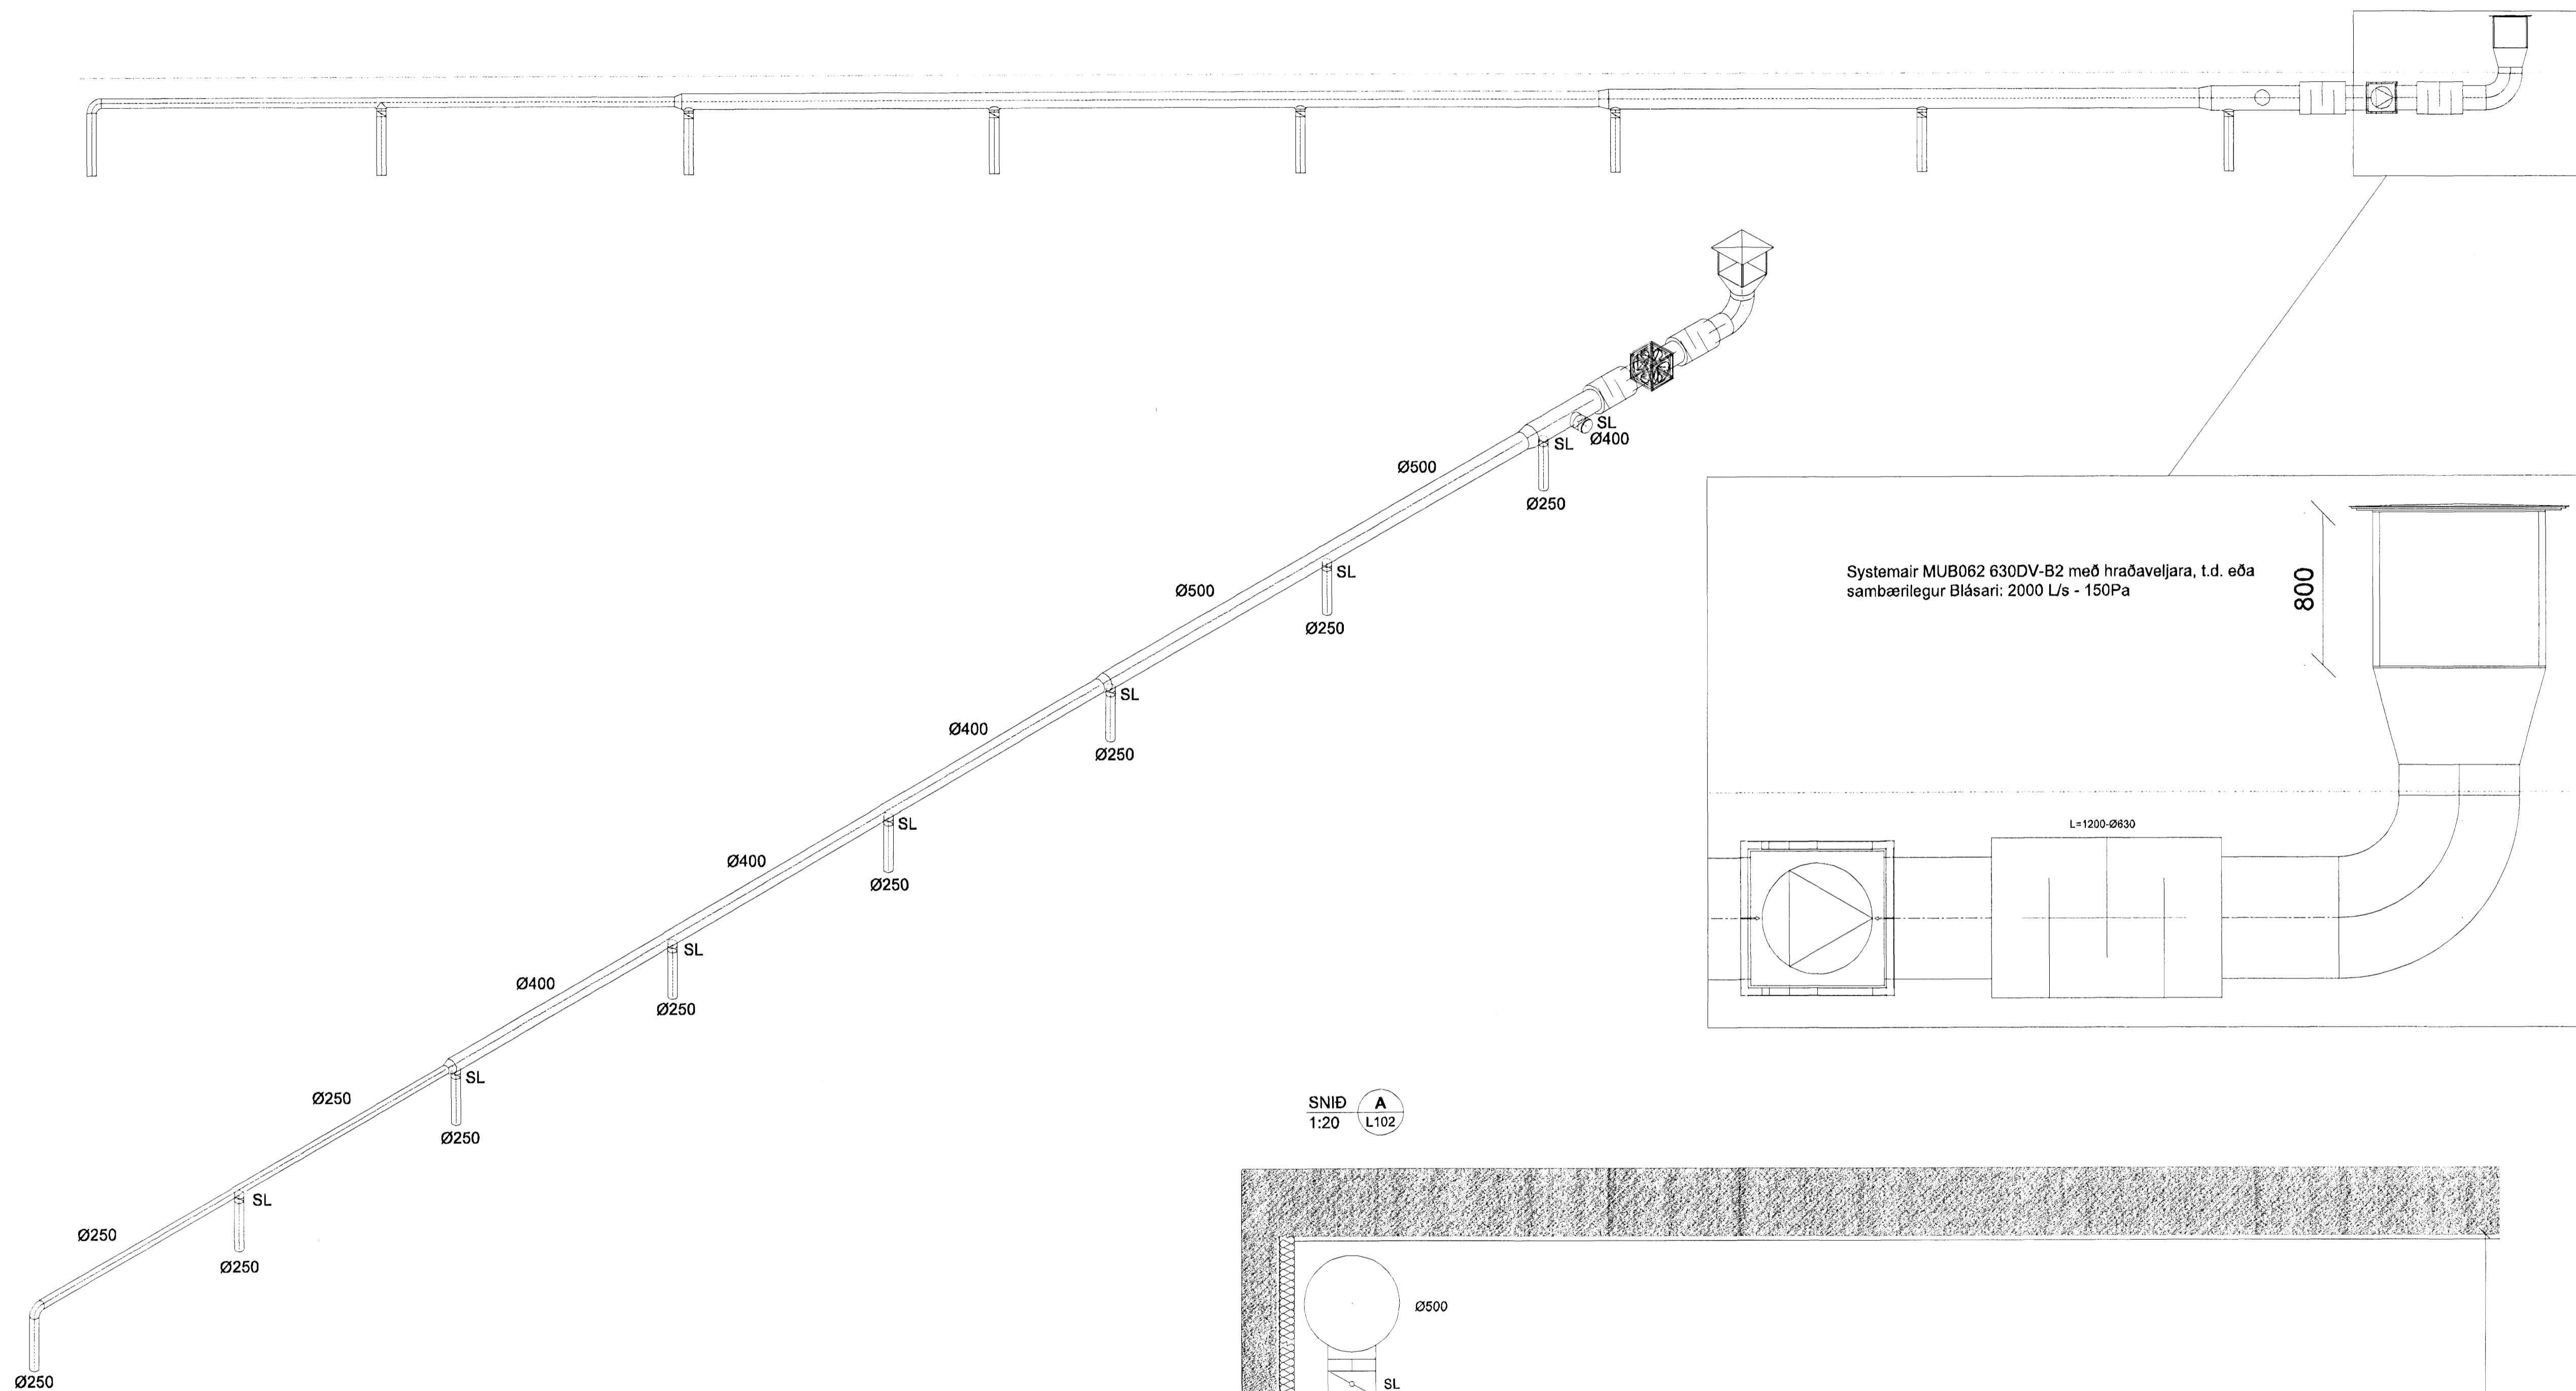 SL
Ø400
SL
Ø500
Ø250
Systemair MUB062 630DV-B2 með hraðaveljara, t.d. eða
sambærilegur Blásari: 2000 L/s - 150Pa
800
SL
Ø500
Ø250
SL
Ø400
Ø250
L=1200-Ø630
SL
Ø400
Ø250
SL
Ø400
Ø250
SL
Ø250
Ø250
SNIÐ
1:20
A
L102
SL
Ø250
Ø250
Ø250
Ø500
SL